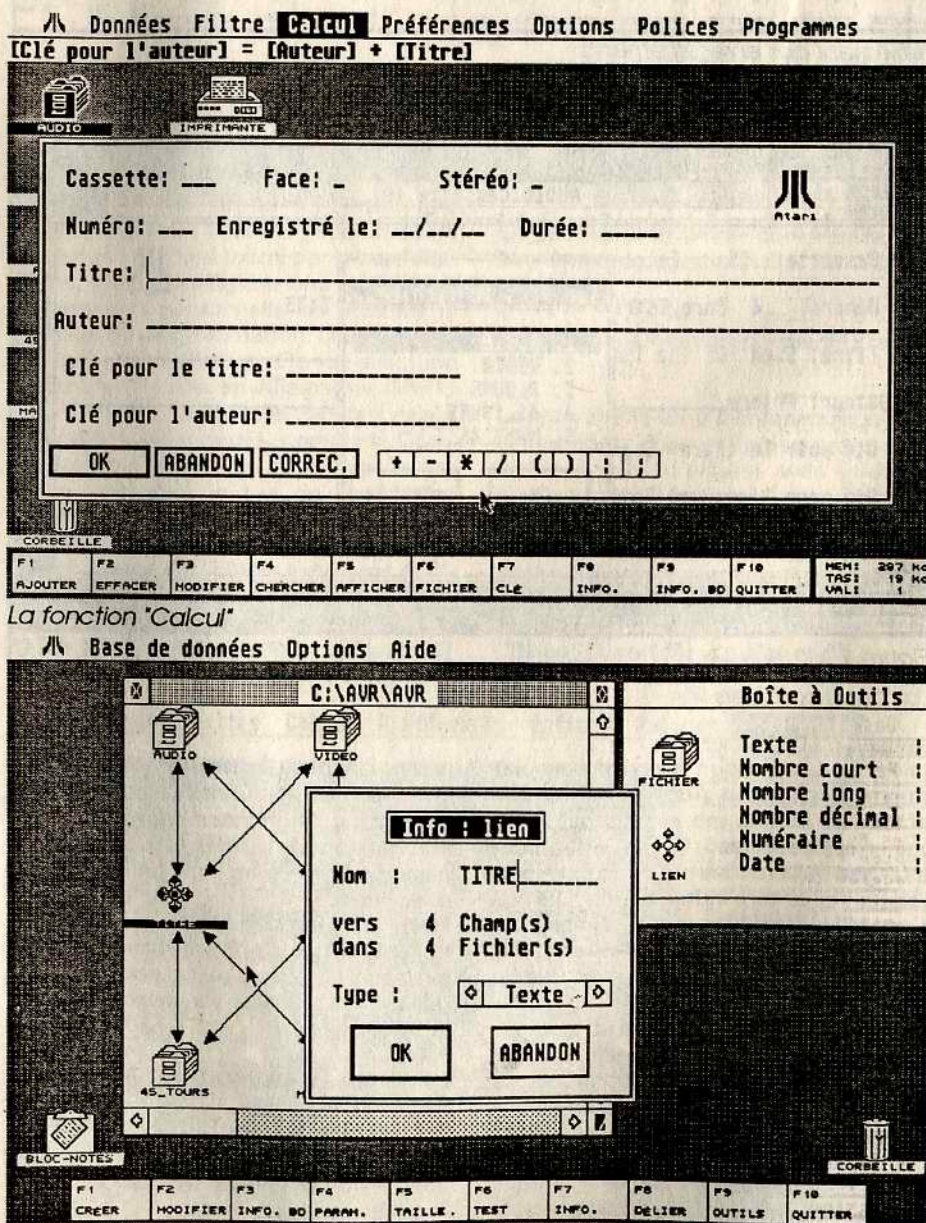 Données Filtre Calcul Préférences Options Polices Programmes
[Clé pour l'auteur] = [Auteur] + [Titre]
AUDIO
IMPRIMANTE
Cassette: ___ Face: _ Stéréo: _
Atari
Numéro: ___ Enregistré le: __/__/__ Durée: _____
Titre:
Auteur:
Clé pour le titre:
Clé pour l'auteur:
OK ABANDON CORREC. + - * / ( ) : ;
CORBEILLE
F1 F2 F3 F4 F5 F6 F7 F8 F9 F10
AJOUTER EFFACER MODIFIER CHERCHER AFFICHER FICHIER CLÉ INFO. INFO. BD QUITTER
MEM: 297 Ko
TAS: 19 Ko
VAL: 1
La fonction "Calcul"
Base de données Options Aide
C:\AVR\AVR
Boîte à Outils
AUDIO
VIDEO
FICHIER
Texte :
Nombre court :
Nombre long :
Nombre décimal :
Numéraire :
Date :
LIEN
Info : lien
Nom : TITRE
vers 4 Champ(s)
dans 4 Fichier(s)
Type : Texte
OK ABANDON
TITRE
45_TOURS
BLOC-NOTES
CORBEILLE
F1 F2 F3 F4 F5 F6 F7 F8 F9 F10
CRÉER MODIFIER INFO. BD PARAM. TAILLE. TEST INFO. DÉLIER OUTILS QUITTER